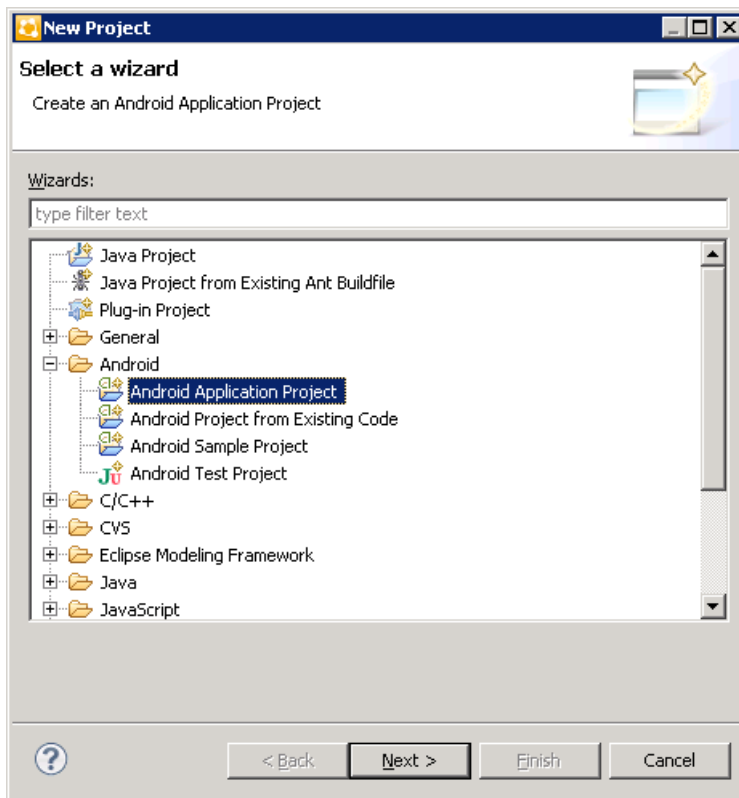 New Project
Select a wizard
Create an Android Application Project
Wizards:
type filter text
Java Project
Java Project from Existing Ant Buildfile
Plug-in Project
General
Android
Android Application Project
Android Project from Existing Code
Android Sample Project
Android Test Project
C/C++
CVS
Eclipse Modeling Framework
Java
JavaScript
? < Back Next > Finish Cancel